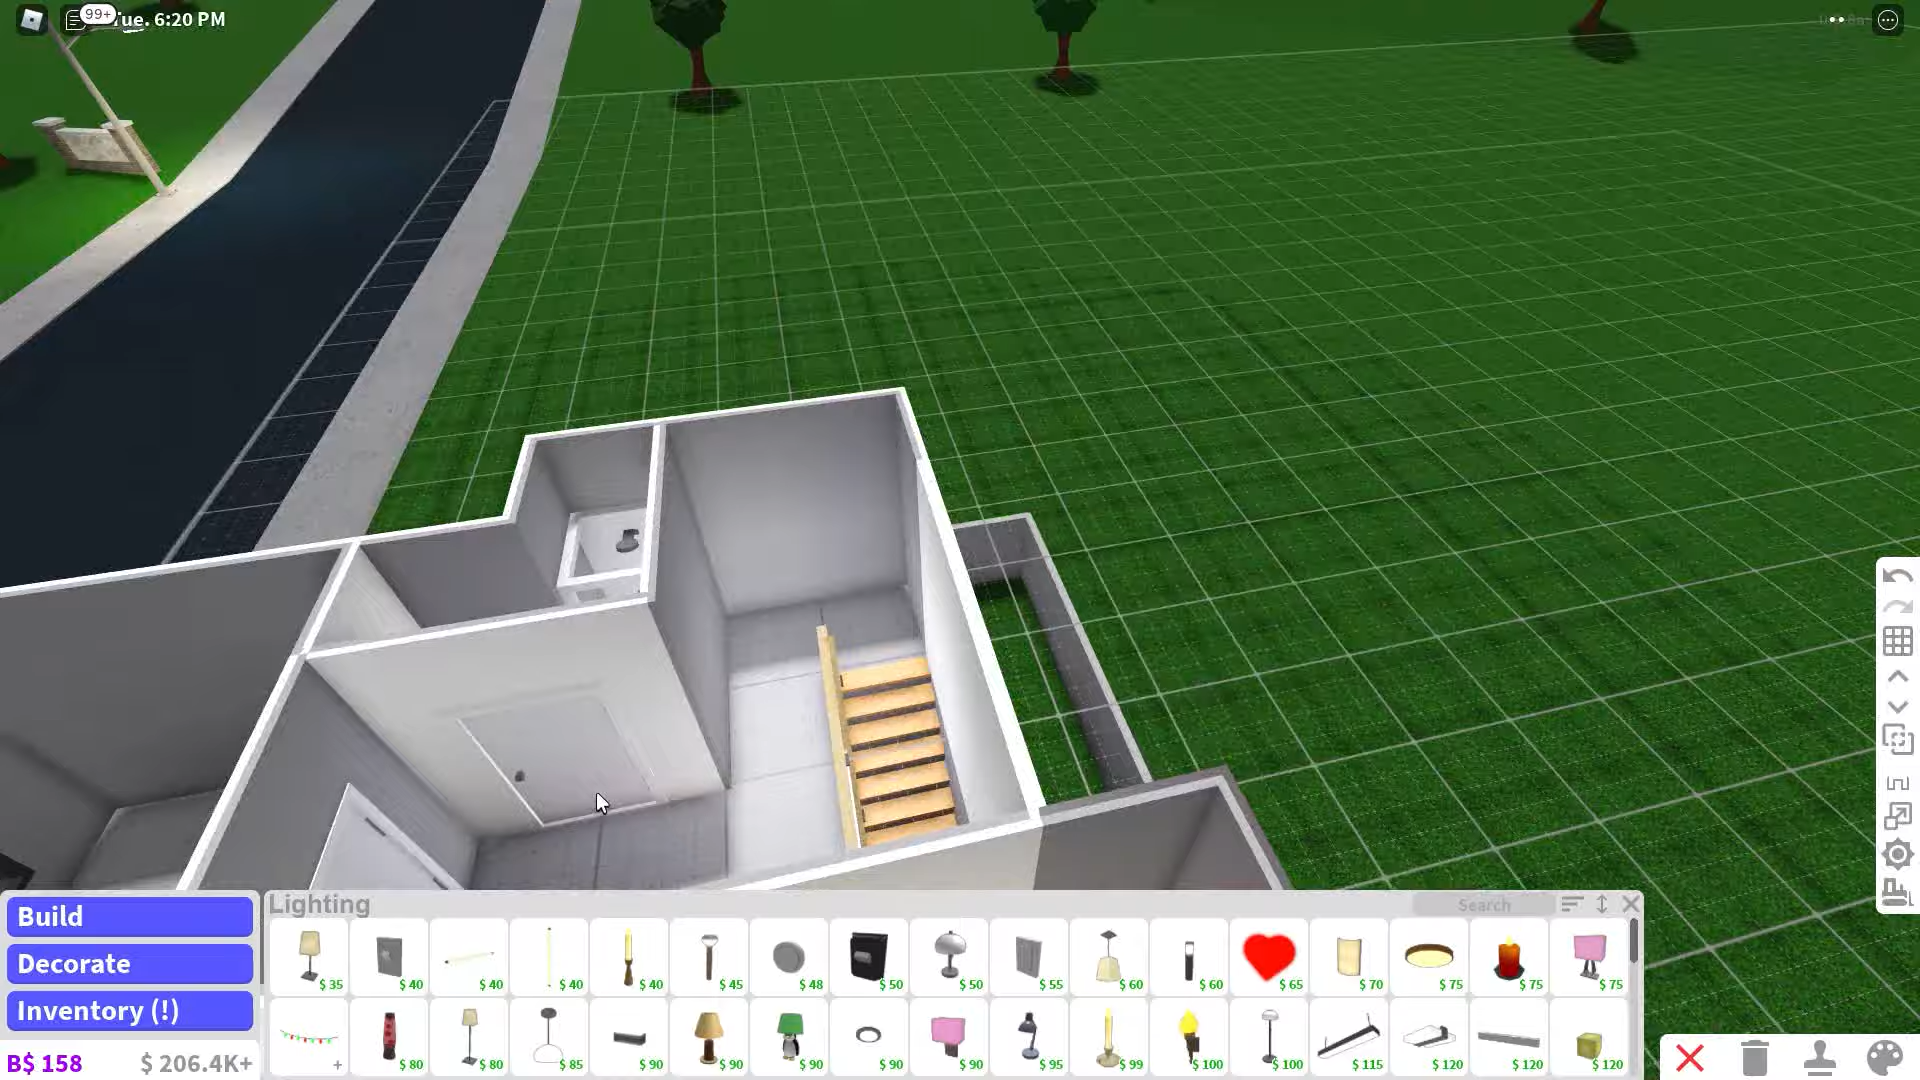 99+
Tue. 6:20 PM
Build
Decorate
Inventory (!)
B$ 158
$ 206.4K+
Lighting
Search
$ 35 $ 40 $ 40 $ 40 $ 40 $ 45 $ 48 $ 50 $ 50 $ 55 $ 60 $ 60 $ 65 $ 70 $ 75 $ 75 $ 75
+ $ 80 $ 80 $ 85 $ 90 $ 90 $ 90 $ 90 $ 90 $ 95 $ 99 $ 100 $ 100 $ 115 $ 120 $ 120 $ 120